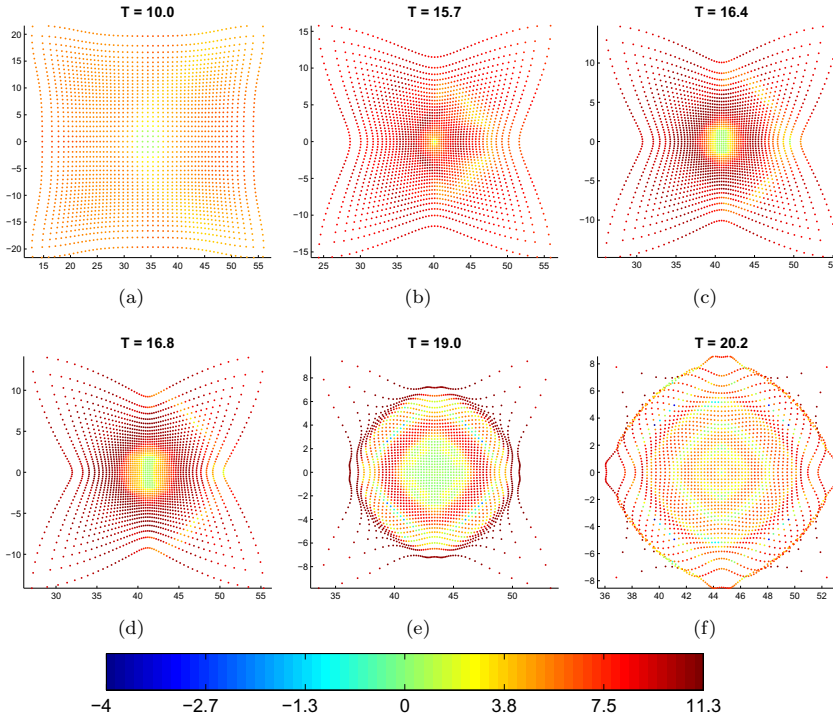 T = 10.0
T = 15.7
T = 16.4
20
15
10
5
0
−5
−10
−15
−20
15 20 25 30 35 40 45 50 55
15
10
5
0
−5
−10
−15
25 30 35 40 45 50 55
10
5
0
−5
−10
30 35 40 45 50 55
(a)
(b)
(c)
T = 16.8
T = 19.0
T = 20.2
10
5
0
−5
−10
30 35 40 45 50 55
8
6
4
2
0
−2
−4
−6
−8
35 40 45 50
8
6
4
2
0
−2
−4
−6
−8
36 38 40 42 44 46 48 50 52
(d)
(e)
(f)
−4 −2.7 −1.3 0 3.8 7.5 11.3